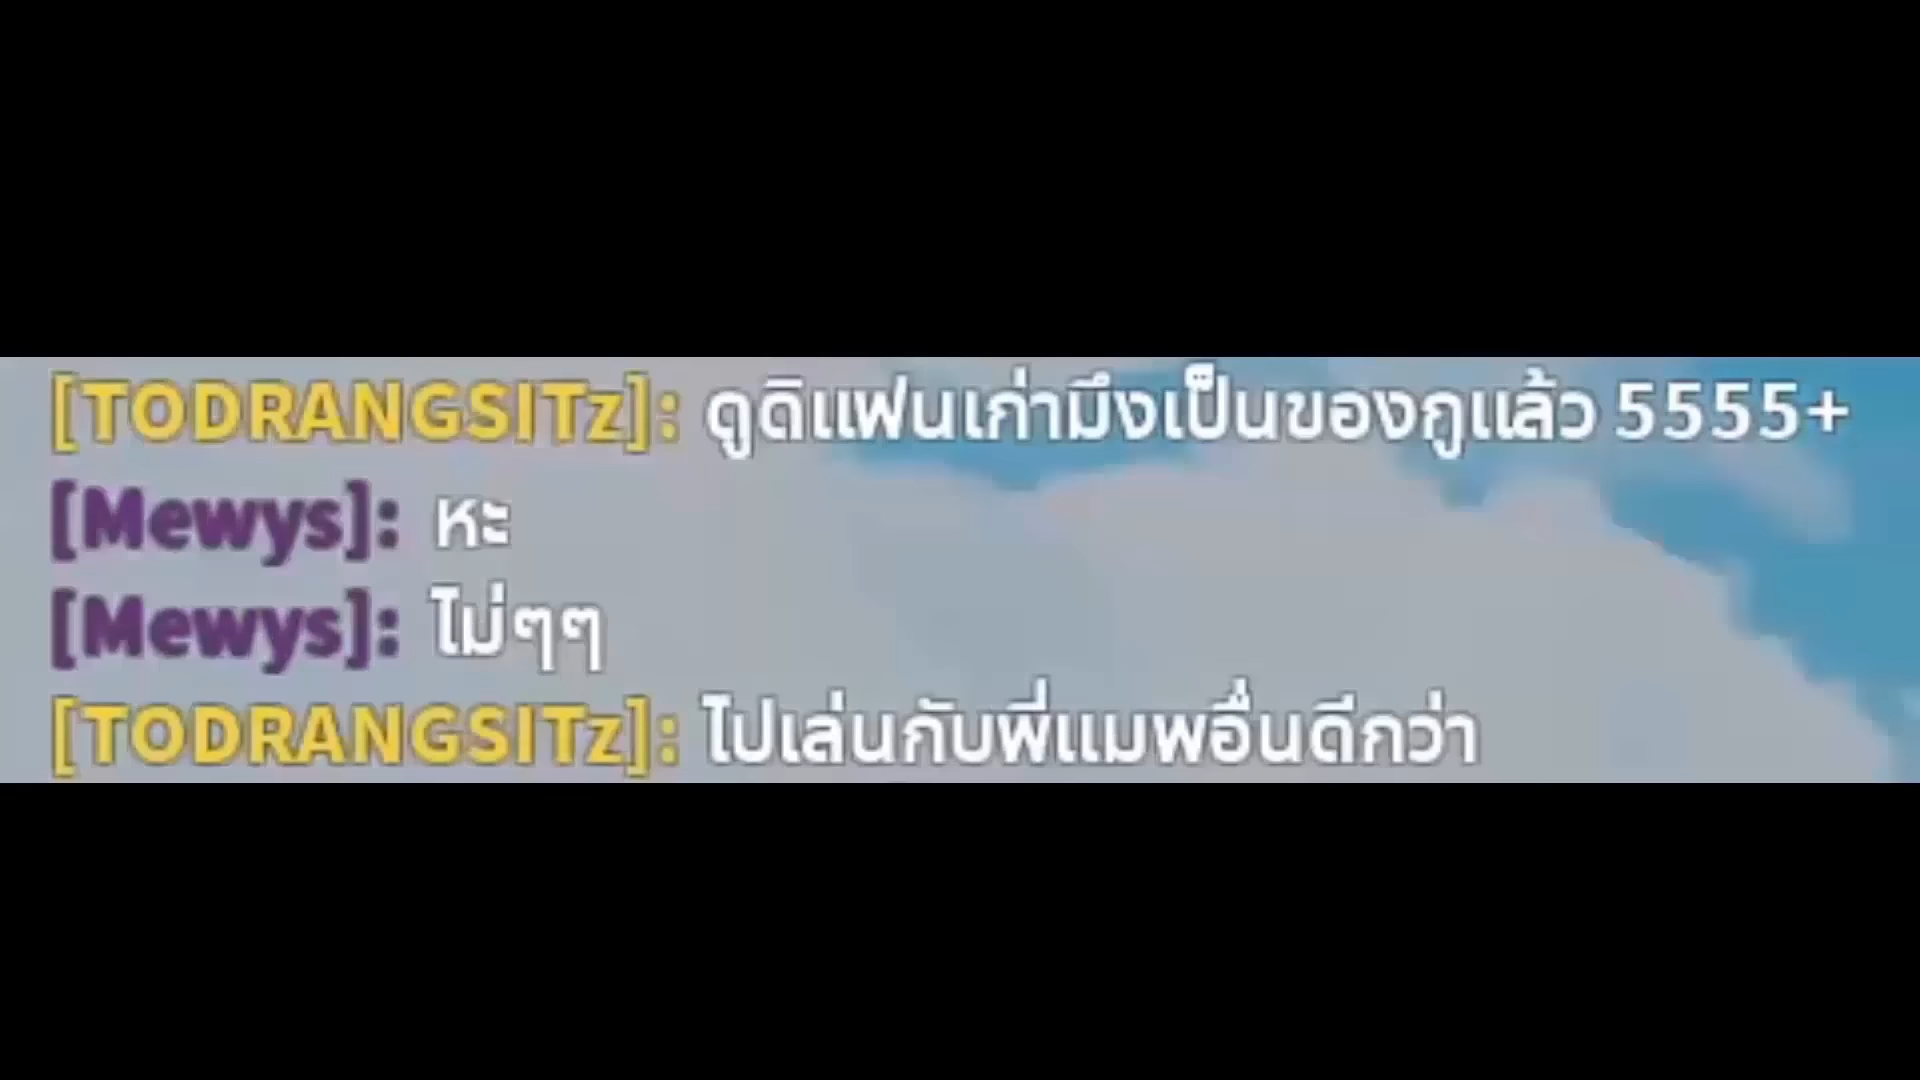 [TODRANGSITz]: ดูดิแฟนเก่ามึงเป็นของกูแล้ว 5555+
[Mewys]: หะ
[Mewys]: ไม่ๆๆ
[TODRANGSITz]: ไปเล่นกับพี่แมพอื่นดีกว่า